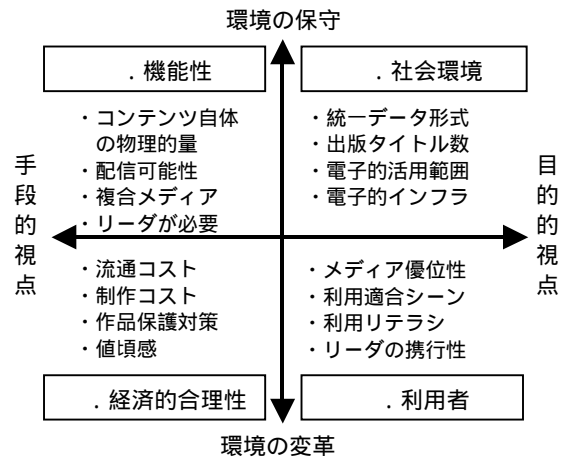 環境の保守
．機能性
．社会環境
・コンテンツ自体
の物理的量
・配信可能性
・複合メディア
・リーダが必要
・統一データ形式
・出版タイトル数
・電子的活用範囲
・電子的インフラ
手段的視点
目的的視点
・流通コスト
・制作コスト
・作品保護対策
・値頃感
・メディア優位性
・利用適合シーン
・利用リテラシ
・リーダの携行性
．経済的合理性
．利用者
環境の変革